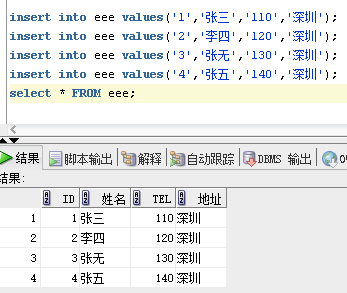 insert into eee values('1','张三','110','深圳');
insert into eee values('2','李四','120','深圳');
insert into eee values('3','张无','130','深圳');
insert into eee values('4','张五','140','深圳');
select * FROM eee;
结果 脚本输出 解释 自动跟踪 DBMS 输出
结果:
ID 姓名 TEL 地址
1 1 张三 110 深圳
2 2 李四 120 深圳
3 3 张无 130 深圳
4 4 张五 140 深圳